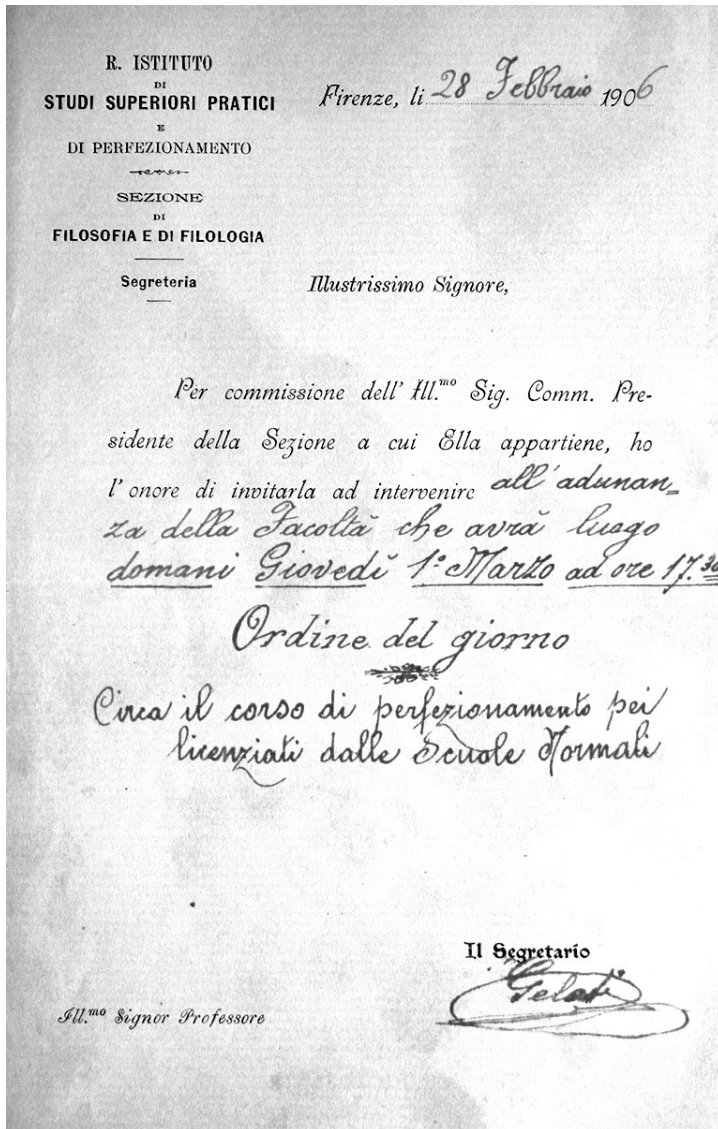 R. ISTITUTO
DI
STUDI SUPERIORI PRATICI
E
DI PERFEZIONAMENTO
SEZIONE
DI
FILOSOFIA E DI FILOLOGIA
Segreteria
Firenze, li 28 Febbraio 1906
Illustrissimo Signore,
Per commissione dell' Ill.mo Sig. Comm. Pre-
sidente della Sezione a cui Ella appartiene, ho
l'onore di invitarla ad intervenire all'adunan=
za della Facoltà che avrà luogo
domani Giovedì 1º Marzo ad ore 17.30
Ordine del giorno
Circa il corso di perfezionamento pei
licenziati dalle Scuole Normali
Il Segretario
Ill.mo Signor Professore